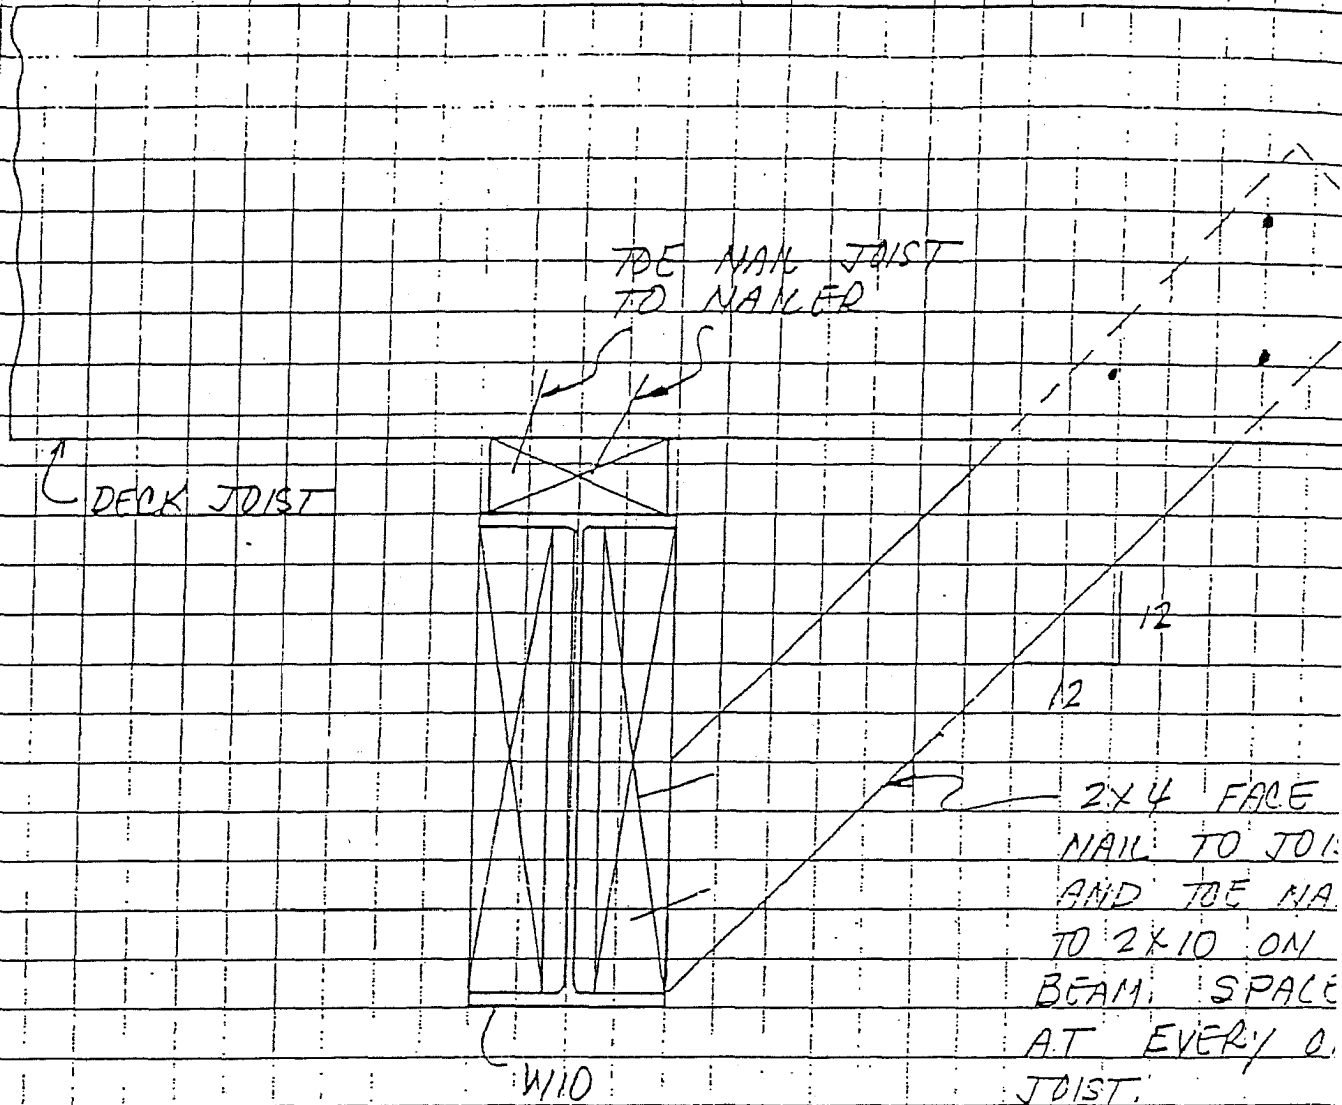 TOE NAIL JOIST
TO NAILER
DECK JOIST
12
12
2X4 FACE
NAIL TO
AND TOE
TO 2X10 ON
BEAM. SPACE
AT EVERY
JOIST.
W10